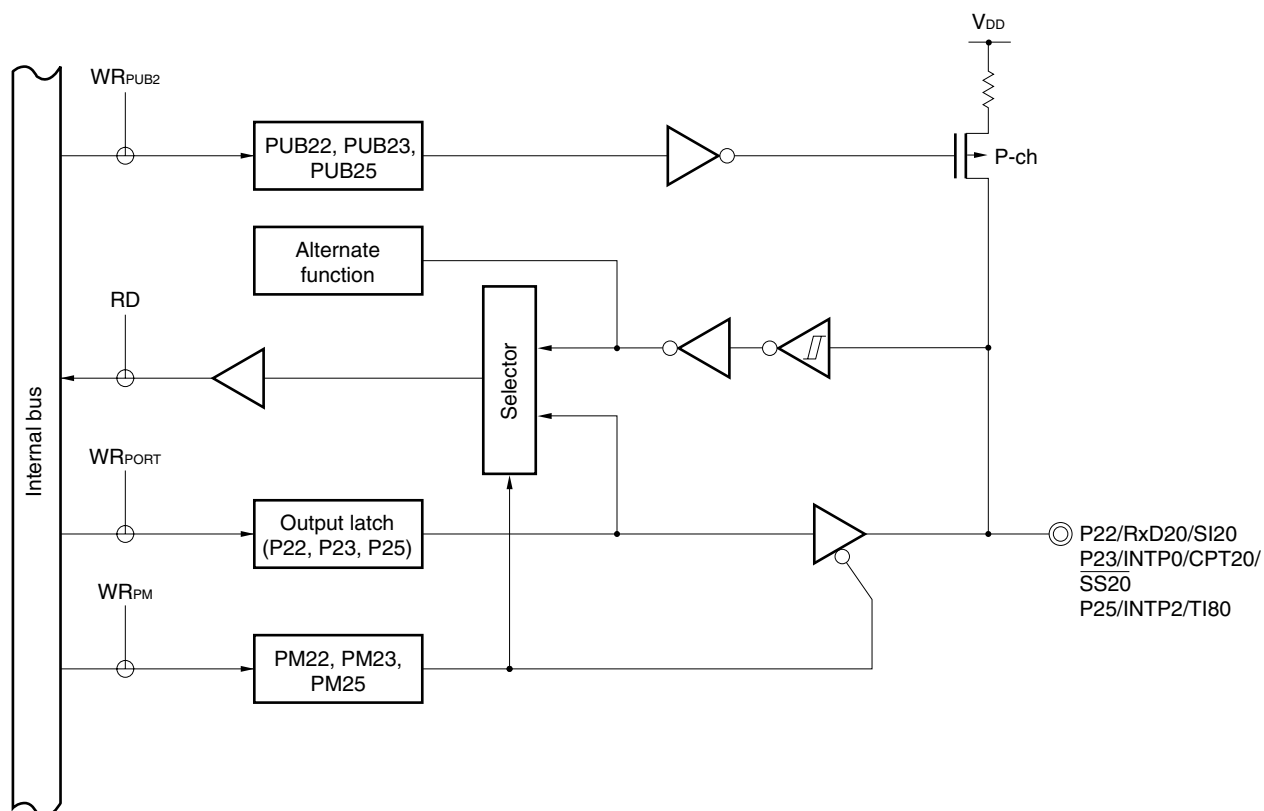 VDD
WRPUB2
PUB22, PUB23,
PUB25
P-ch
Alternate
function
RD
Selector
Internal bus
WRPORT
Output latch
(P22, P23, P25)
P22/RxD20/SI20
P23/INTP0/CPT20/
SS20
P25/INTP2/TI80
WRPM
PM22, PM23,
PM25